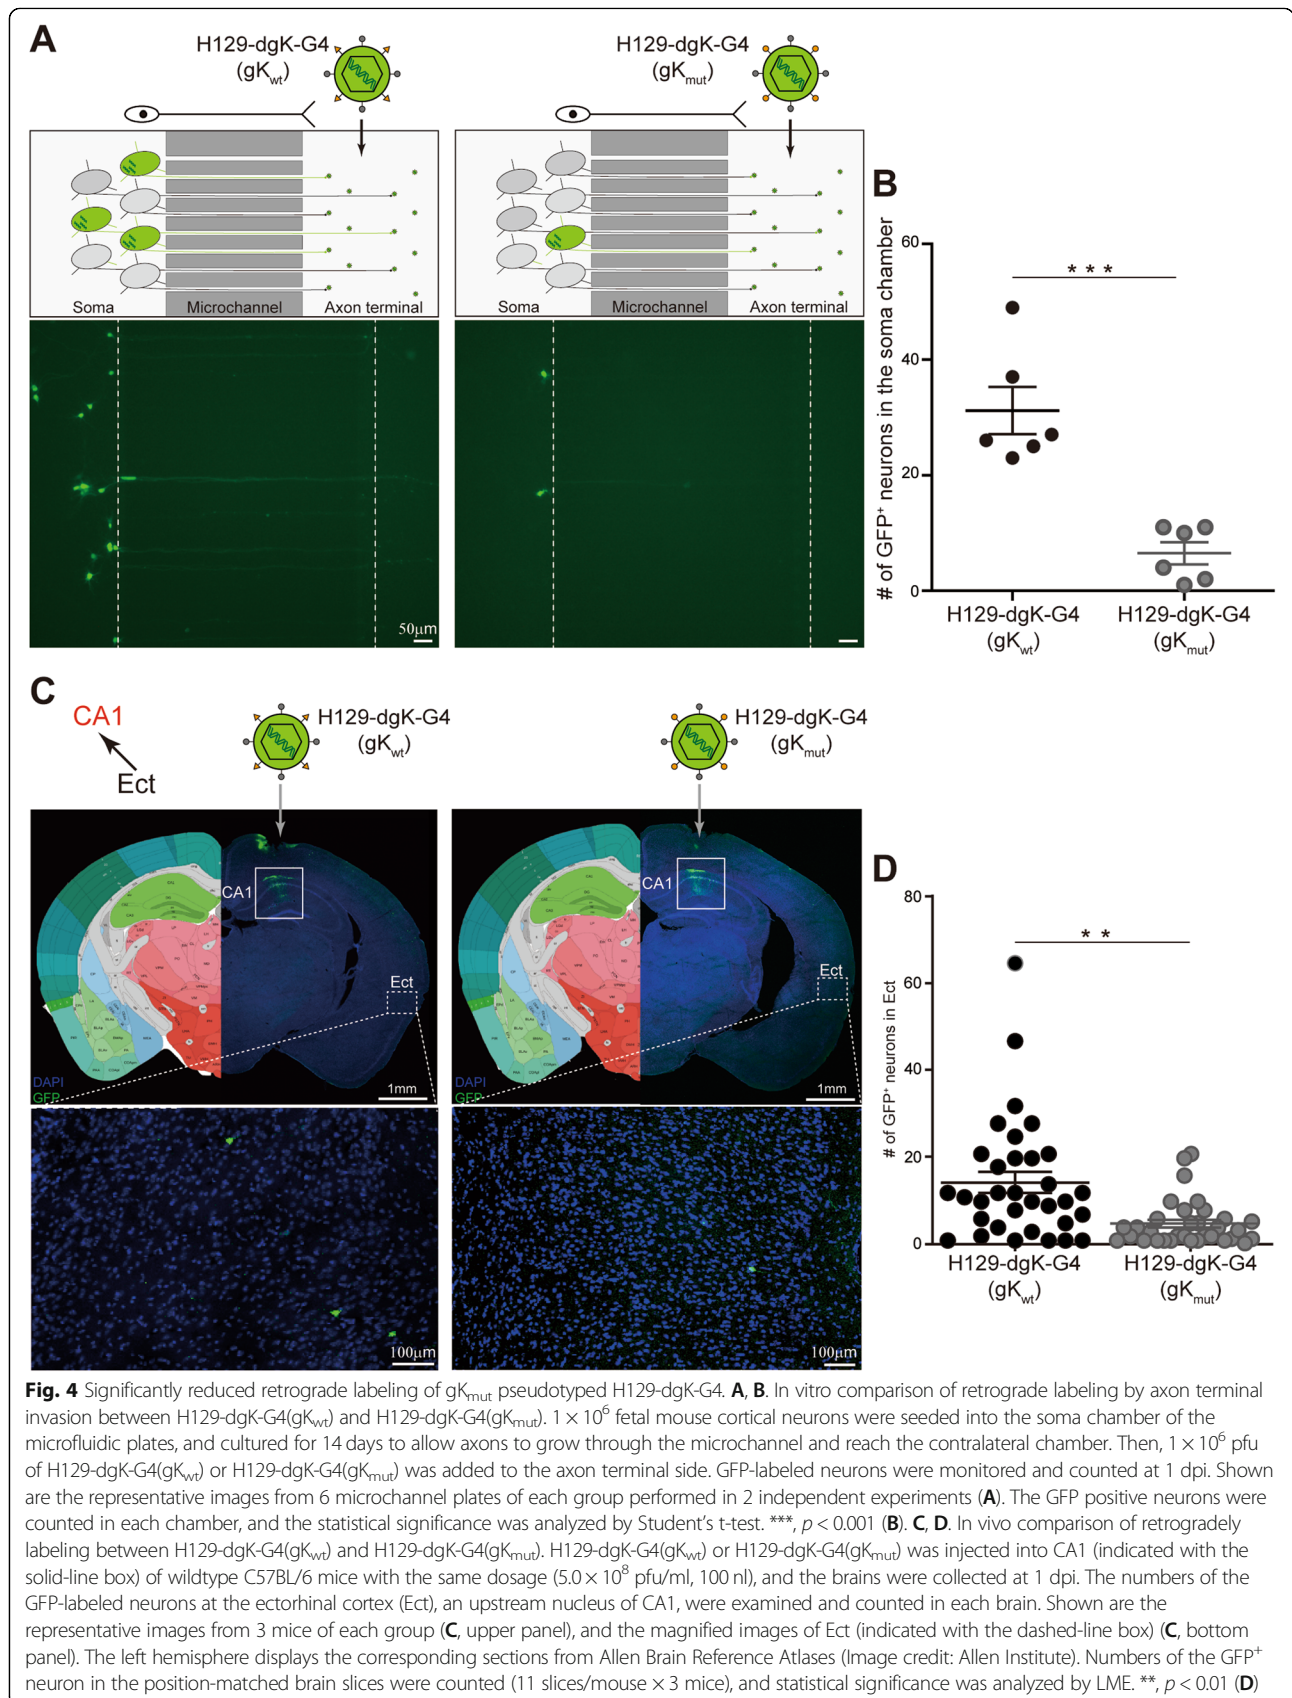 A
H129-dgK-G4
(gKwt)
H129-dgK-G4
(gKmut)
Soma
Microchannel
Axon terminal
Soma
Microchannel
Axon terminal
50μm
B
# of GFP⁺ neurons in the soma chamber
60
40
20
0
***
H129-dgK-G4
(gKwt)
H129-dgK-G4
(gKmut)
C
CA1
Ect
H129-dgK-G4
(gKwt)
H129-dgK-G4
(gKmut)
CA1
Ect
DAPI
GFP
1mm
CA1
Ect
DAPI
GFP
1mm
100μm
100μm
D
# of GFP⁺ neurons in Ect
80
60
40
20
0
**
H129-dgK-G4
(gKwt)
H129-dgK-G4
(gKmut)
Fig. 4 Significantly reduced retrograde labeling of gKmut pseudotyped H129-dgK-G4. A, B. In vitro comparison of retrograde labeling by axon terminal
invasion between H129-dgK-G4(gKwt) and H129-dgK-G4(gKmut). 1 × 10⁶ fetal mouse cortical neurons were seeded into the soma chamber of the
microfluidic plates, and cultured for 14 days to allow axons to grow through the microchannel and reach the contralateral chamber. Then, 1 × 10⁶ pfu
of H129-dgK-G4(gKwt) or H129-dgK-G4(gKmut) was added to the axon terminal side. GFP-labeled neurons were monitored and counted at 1 dpi. Shown
are the representative images from 6 microchannel plates of each group performed in 2 independent experiments (A). The GFP positive neurons were
counted in each chamber, and the statistical significance was analyzed by Student's t-test. ***, p < 0.001 (B). C, D. In vivo comparison of retrogradely
labeling between H129-dgK-G4(gKwt) and H129-dgK-G4(gKmut). H129-dgK-G4(gKwt) or H129-dgK-G4(gKmut) was injected into CA1 (indicated with the
solid-line box) of wildtype C57BL/6 mice with the same dosage (5.0 × 10⁸ pfu/ml, 100 nl), and the brains were collected at 1 dpi. The numbers of the
GFP-labeled neurons at the ectorhinal cortex (Ect), an upstream nucleus of CA1, were examined and counted in each brain. Shown are the
representative images from 3 mice of each group (C, upper panel), and the magnified images of Ect (indicated with the dashed-line box) (C, bottom
panel). The left hemisphere displays the corresponding sections from Allen Brain Reference Atlases (Image credit: Allen Institute). Numbers of the GFP⁺
neuron in the position-matched brain slices were counted (11 slices/mouse × 3 mice), and statistical significance was analyzed by LME. **, p < 0.01 (D)